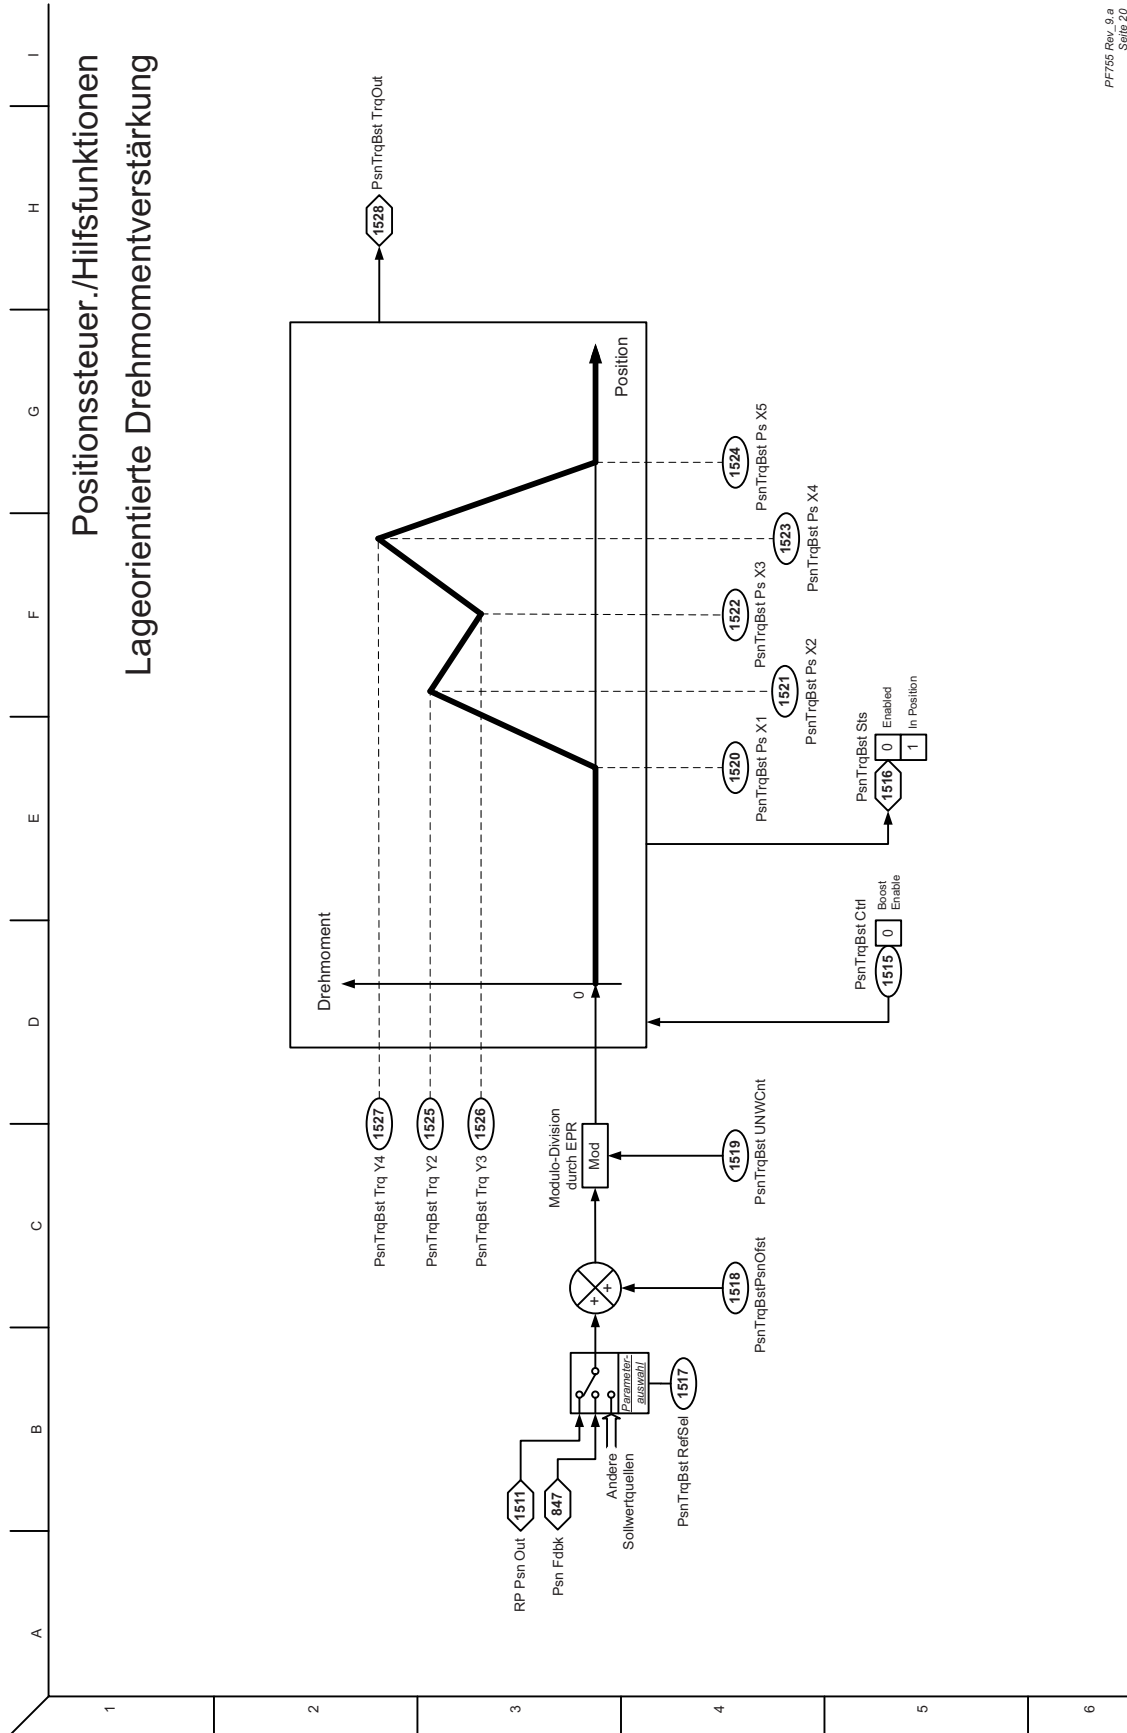 A
B
C
D
E
F
G
H
I
1
2
3
4
5
6
Positionssteuer./Hilfsfunktionen
Lageorientierte Drehmomentverstärkung
PsnTrqBst Trq Y4
1527
PsnTrqBst Trq Y2
1525
PsnTrqBst Trq Y3
1526
Drehmoment
0
Position
1528
PsnTrqBst TrqOut
RP Psn Out
1511
Psn Fdbk
847
Andere
Sollwertquellen
Parameter-
auswahl
1517
PsnTrqBst RefSel
+
+
1518
PsnTrqBstPsnOfst
Modulo-Division
durch EPR
Mod
1519
PsnTrqBst UNWCnt
1520
PsnTrqBst Ps X1
1521
PsnTrqBst Ps X2
1522
PsnTrqBst Ps X3
1523
PsnTrqBst Ps X4
1524
PsnTrqBst Ps X5
PsnTrqBst Ctrl
1515
0
Boost
Enable
PsnTrqBst Sts
1516
0
Enabled
1
In Position
PF755 Rev_9.a
Seite 20